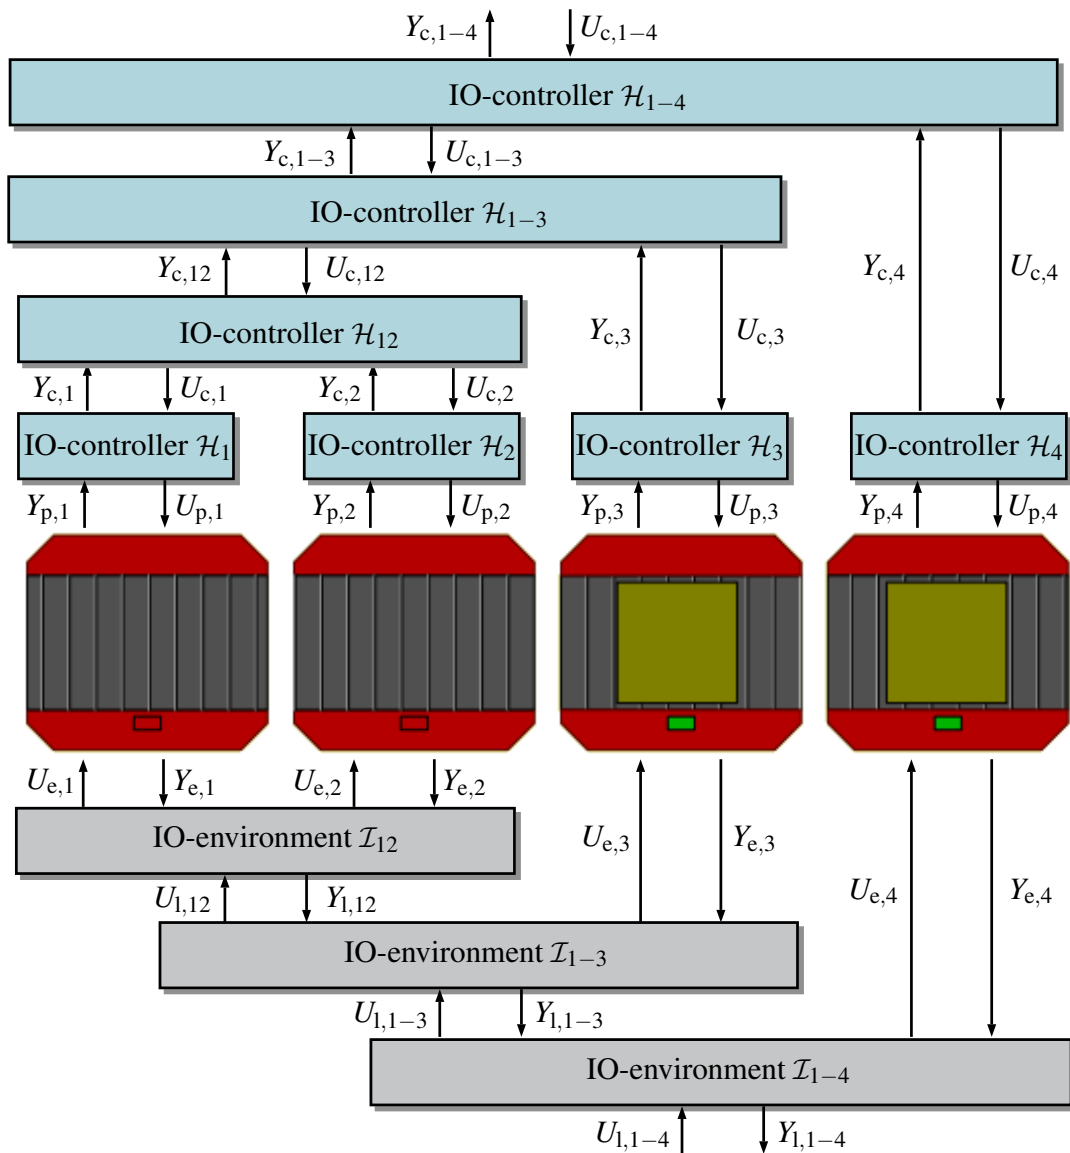 Y_{c,1−4} U_{c,1−4}
IO-controller ℋ_{1−4}
Y_{c,1−3} U_{c,1−3}
IO-controller ℋ_{1−3}
Y_{c,12} U_{c,12} Y_{c,4} U_{c,4}
IO-controller ℋ_{12} Y_{c,3} U_{c,3}
Y_{c,1} U_{c,1} Y_{c,2} U_{c,2}
IO-controller ℋ_1 IO-controller ℋ_2 IO-controller ℋ_3 IO-controller ℋ_4
Y_{p,1} U_{p,1} Y_{p,2} U_{p,2} Y_{p,3} U_{p,3} Y_{p,4} U_{p,4}
U_{e,1} Y_{e,1} U_{e,2} Y_{e,2}
IO-environment ℐ_{12} U_{e,3} Y_{e,3}
U_{l,12} Y_{l,12} U_{e,4} Y_{e,4}
IO-environment ℐ_{1−3}
U_{l,1−3} Y_{l,1−3}
IO-environment ℐ_{1−4}
U_{l,1−4} Y_{l,1−4}